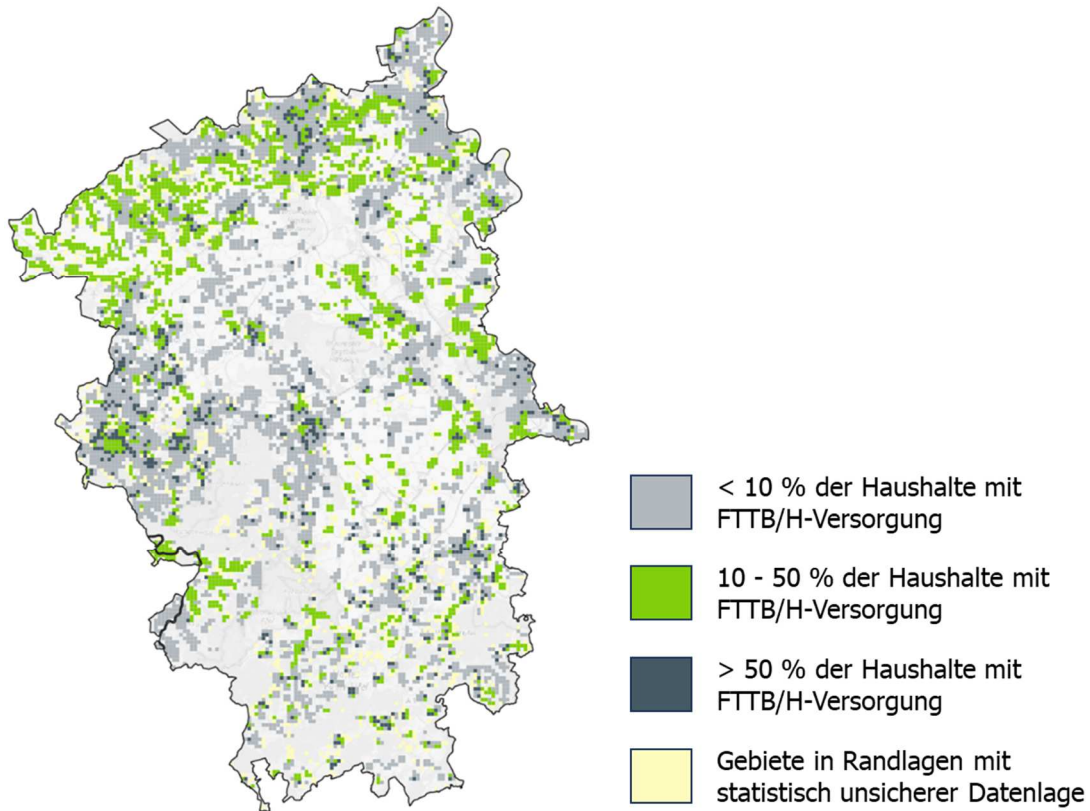 < 10 % der Haushalte mit
FTTB/H-Versorgung
10 - 50 % der Haushalte mit
FTTB/H-Versorgung
> 50 % der Haushalte mit
FTTB/H-Versorgung
Gebiete in Randlagen mit
statistisch unsicherer Datenlage